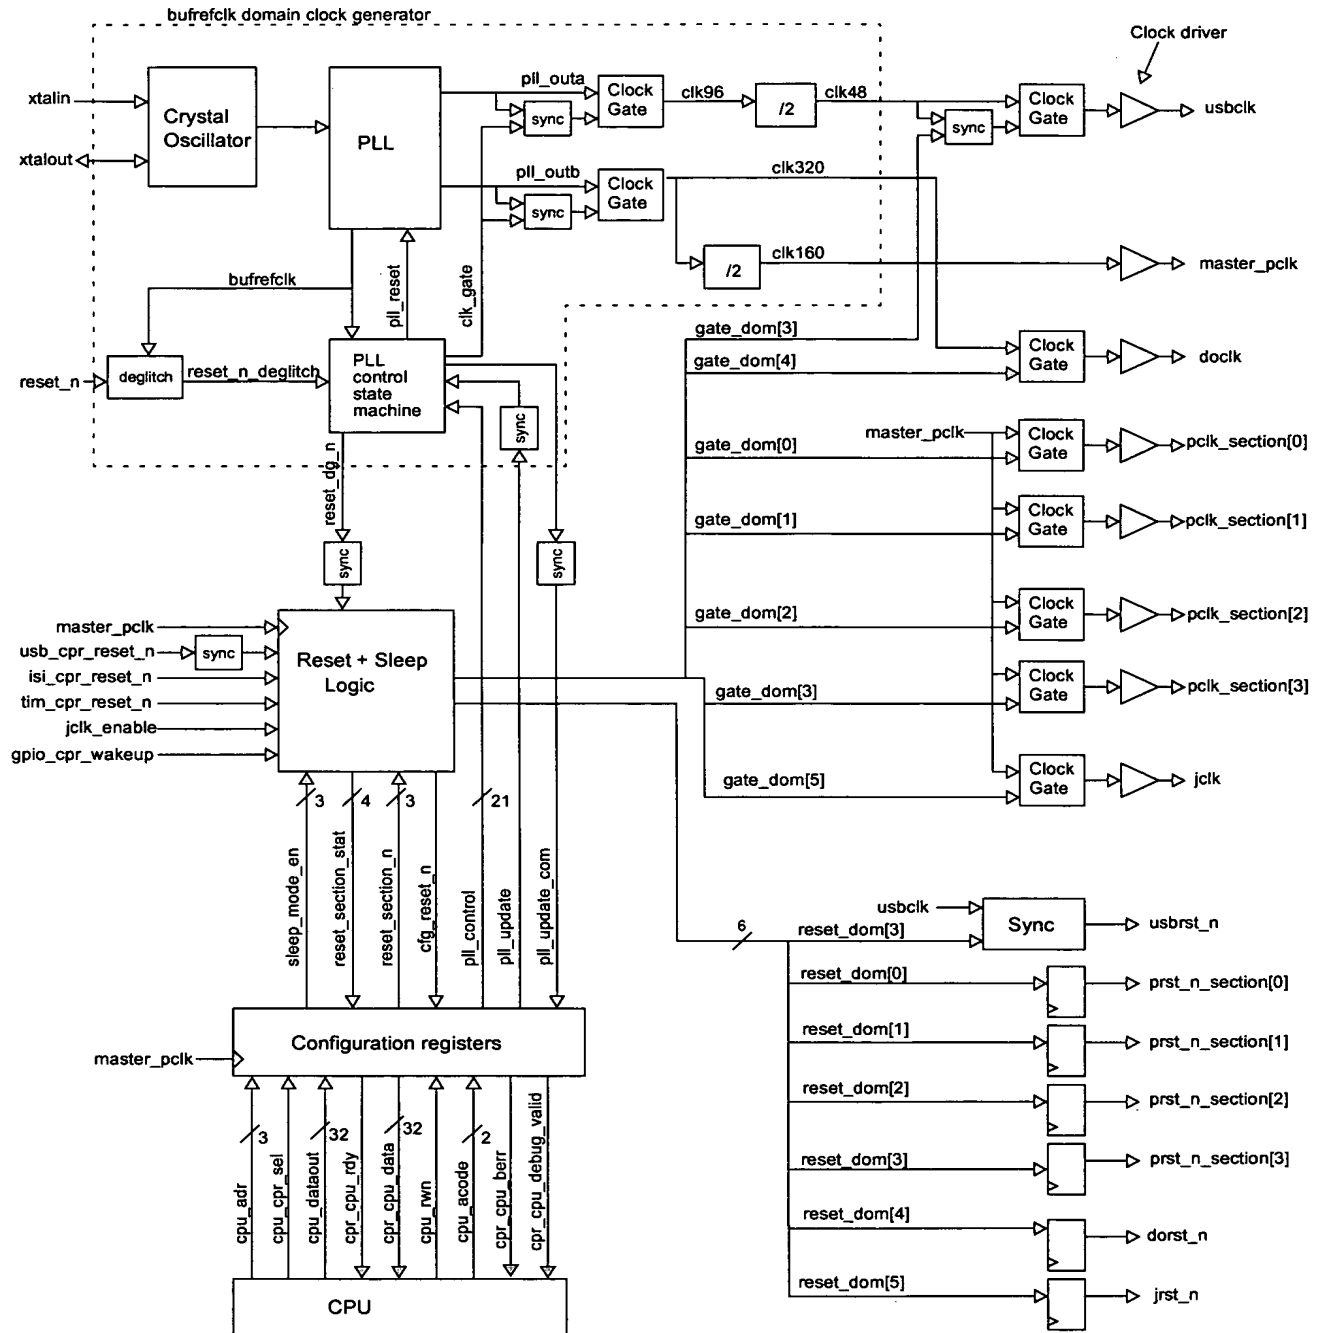 bufrefclk domain clock generator
Clock driver
xtalin
xtalout
Crystal
Oscillator
PLL
pll_outa
sync
Clock
Gate
clk96
/2
clk48
sync
Clock
Gate
usbclk
pll_outb
sync
Clock
Gate
clk320
/2
clk160
master_pclk
bufrefclk
pll_reset
clk_gate
reset_n
deglitch
reset_n_deglitch
PLL
control
state
machine
sync
gate_dom[3]
gate_dom[4]
Clock
Gate
doclk
master_pclk
gate_dom[0]
Clock
Gate
pclk_section[0]
reset_dg_n
sync
sync
gate_dom[1]
Clock
Gate
pclk_section[1]
gate_dom[2]
Clock
Gate
pclk_section[2]
gate_dom[3]
Clock
Gate
pclk_section[3]
gate_dom[5]
Clock
Gate
jclk
master_pclk
usb_cpr_reset_n
sync
isi_cpr_reset_n
tim_cpr_reset_n
jclk_enable
gpio_cpr_wakeup
Reset + Sleep
Logic
3
4
3
21
sleep_mode_en
reset_section_stat
reset_section_n
cfg_reset_n
pll_control
pll_update
pll_update_com
6
usbclk
reset_dom[3]
Sync
usbrst_n
reset_dom[0]
prst_n_section[0]
reset_dom[1]
prst_n_section[1]
reset_dom[2]
prst_n_section[2]
reset_dom[3]
prst_n_section[3]
reset_dom[4]
dorst_n
reset_dom[5]
jrst_n
master_pclk
Configuration registers
3
32
32
2
cpu_adr
cpu_cpr_sel
cpu_dataout
cpr_cpu_rdy
cpr_cpu_data
cpu_rwn
cpu_acode
cpr_cpu_berr
cpr_cpu_debug_valid
CPU